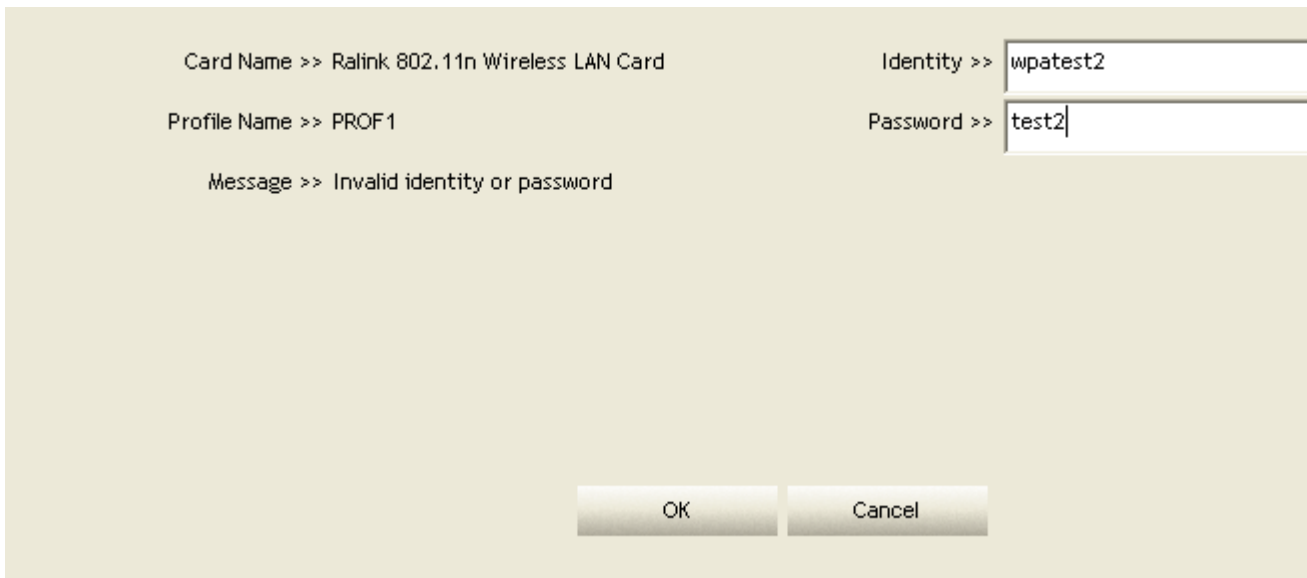 Card Name >> Ralink 802.11n Wireless LAN Card
Identity >> wpatest2
Profile Name >> PROF1
Password >> test2
Message >> Invalid identity or password
OK
Cancel